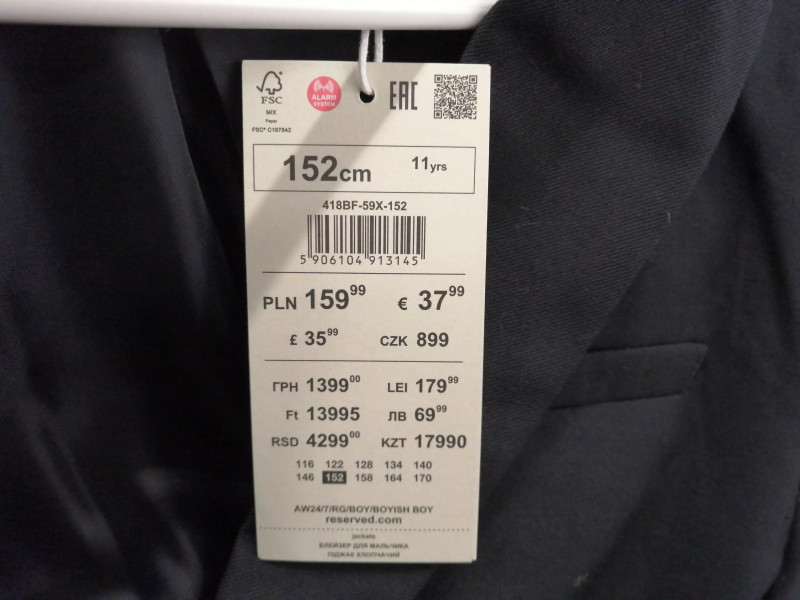 FSC
MIX
Paper
FSC® C187842
ALARM
SYSTEM
EAC
152cm 11yrs
418BF-59X-152
5 906104 913145
PLN 159⁹⁹ € 37⁹⁹
£ 35⁹⁹ CZK 899
ГРН 1399⁰⁰ LEI 179⁹⁹
Ft 13995 ЛВ 69⁹⁹
RSD 4299⁰⁰ KZT 17990
116 122 128 134 140
146 152 158 164 170
AW24/7/RG/BOY/BOYISH BOY
reserved.com
jackets
БЛЕЙЗЕР ДЛЯ МАЛЬЧИКА
ПІДЖАК ХЛОПЧАЧИЙ